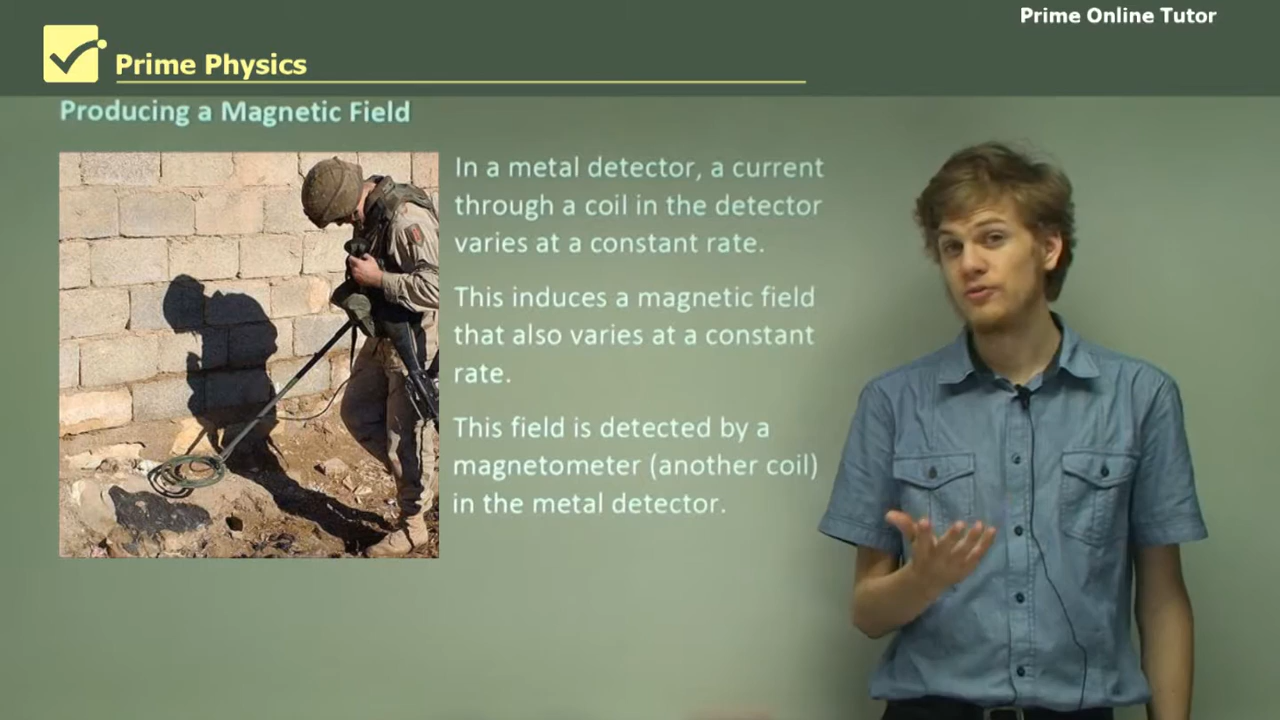 Prime Online Tutor
Prime Physics
Producing a Magnetic Field
In a metal detector, a current
through a coil in the detector
varies at a constant rate.
This induces a magnetic field
that also varies at a constant
rate.
This field is detected by a
magnetometer (another coil)
in the metal detector.